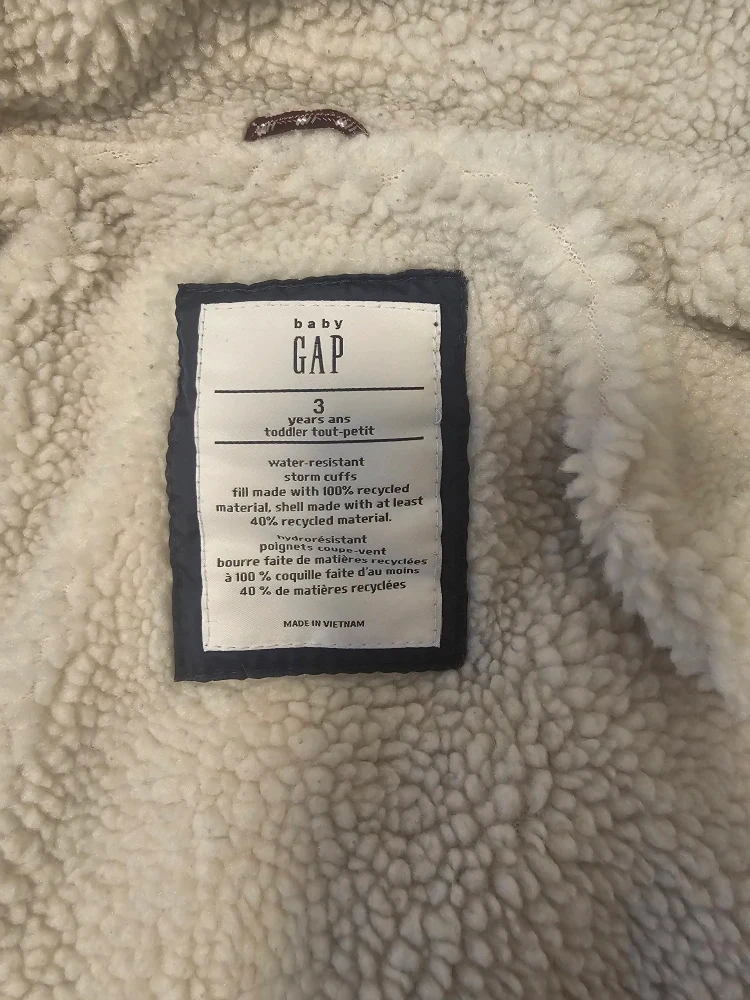 baby
GAP
3
years ans
toddler tout-petit
water-resistant
storm cuffs
fill made with 100% recycled
material, shell made with at least
40% recycled material.
hydrorésistant
poignets coupe-vent
bourre faite de matières recyclées
à 100 % coquille faite d'au moins
40 % de matières recyclées
MADE IN VIETNAM